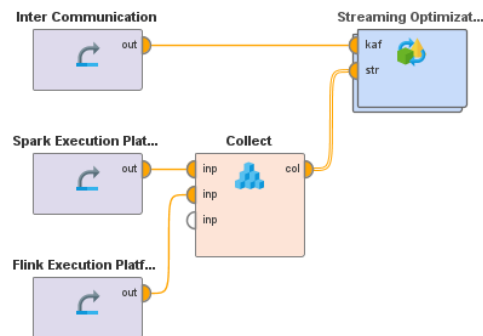 Inter Communication
out
Streaming Optimizat...
kaf
str
Spark Execution Plat...
out
Collect
inp
col
inp
inp
Flink Execution Platf...
out